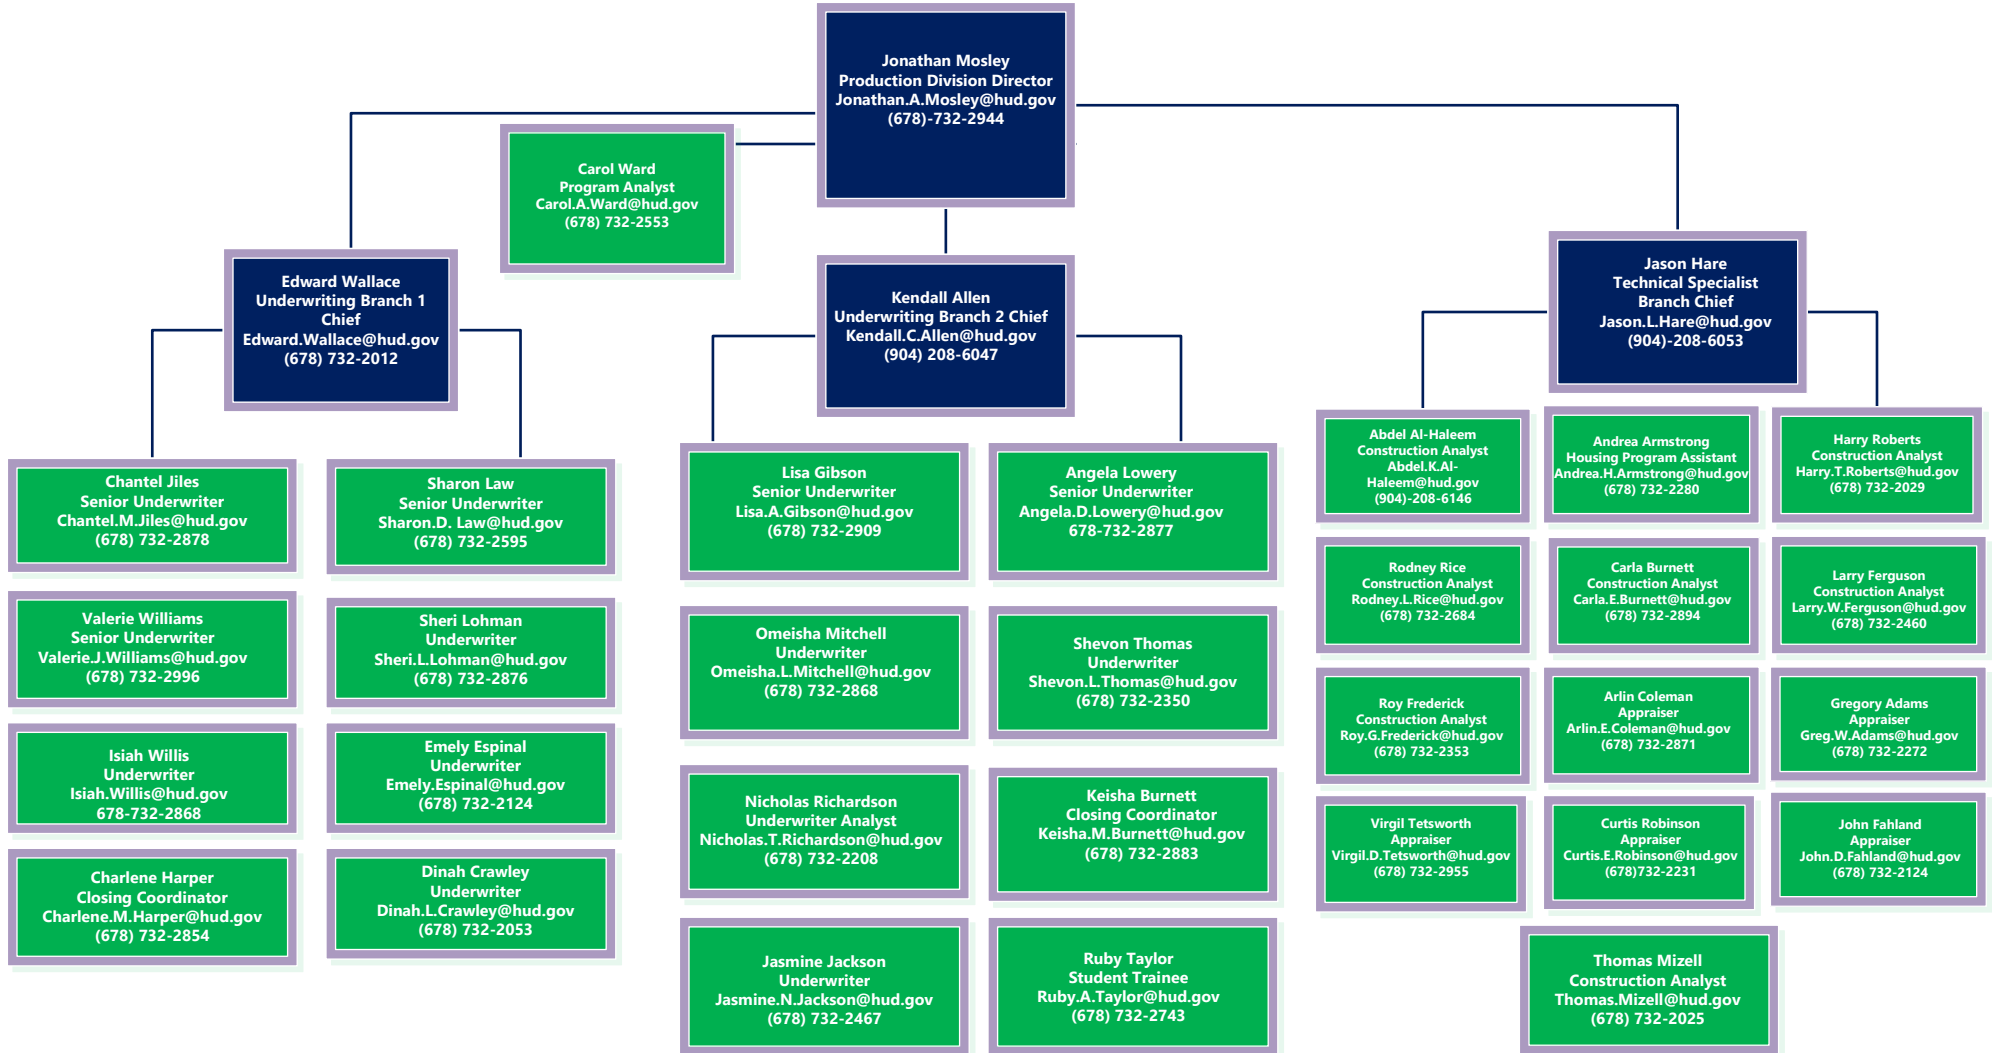 Jonathan Mosley
Production Division Director
Jonathan.A.Mosley@hud.gov
(678)-732-2944
Carol Ward
Program Analyst
Carol.A.Ward@hud.gov
(678) 732-2553
Edward Wallace
Underwriting Branch 1
Chief
Edward.Wallace@hud.gov
(678) 732-2012
Kendall Allen
Underwriting Branch 2 Chief
Kendall.C.Allen@hud.gov
(904) 208-6047
Jason Hare
Technical Specialist
Branch Chief
Jason.L.Hare@hud.gov
(904)-208-6053
Chantel Jiles
Senior Underwriter
Chantel.M.Jiles@hud.gov
(678) 732-2878
Sharon Law
Senior Underwriter
Sharon.D. Law@hud.gov
(678) 732-2595
Valerie Williams
Senior Underwriter
Valerie.J.Williams@hud.gov
(678) 732-2996
Sheri Lohman
Underwriter
Sheri.L.Lohman@hud.gov
(678) 732-2876
Isiah Willis
Underwriter
Isiah.Willis@hud.gov
678-732-2868
Emely Espinal
Underwriter
Emely.Espinal@hud.gov
(678) 732-2124
Charlene Harper
Closing Coordinator
Charlene.M.Harper@hud.gov
(678) 732-2854
Dinah Crawley
Underwriter
Dinah.L.Crawley@hud.gov
(678) 732-2053
Lisa Gibson
Senior Underwriter
Lisa.A.Gibson@hud.gov
(678) 732-2909
Angela Lowery
Senior Underwriter
Angela.D.Lowery@hud.gov
678-732-2877
Omeisha Mitchell
Underwriter
Omeisha.L.Mitchell@hud.gov
(678) 732-2868
Shevon Thomas
Underwriter
Shevon.L.Thomas@hud.gov
(678) 732-2350
Nicholas Richardson
Underwriter Analyst
Nicholas.T.Richardson@hud.gov
(678) 732-2208
Keisha Burnett
Closing Coordinator
Keisha.M.Burnett@hud.gov
(678) 732-2883
Jasmine Jackson
Underwriter
Jasmine.N.Jackson@hud.gov
(678) 732-2467
Ruby Taylor
Student Trainee
Ruby.A.Taylor@hud.gov
(678) 732-2743
Abdel Al-Haleem
Construction Analyst
Abdel.K.Al-
Haleem@hud.gov
(904)-208-6146
Andrea Armstrong
Housing Program Assistant
Andrea.H.Armstrong@hud.gov
(678) 732-2280
Harry Roberts
Construction Analyst
Harry.T.Roberts@hud.gov
(678) 732-2029
Rodney Rice
Construction Analyst
Rodney.L.Rice@hud.gov
(678) 732-2684
Carla Burnett
Construction Analyst
Carla.E.Burnett@hud.gov
(678) 732-2894
Larry Ferguson
Construction Analyst
Larry.W.Ferguson@hud.gov
(678) 732-2460
Roy Frederick
Construction Analyst
Roy.G.Frederick@hud.gov
(678) 732-2353
Arlin Coleman
Appraiser
Arlin.E.Coleman@hud.gov
(678) 732-2871
Gregory Adams
Appraiser
Greg.W.Adams@hud.gov
(678) 732-2272
Virgil Tetsworth
Appraiser
Virgil.D.Tetsworth@hud.gov
(678) 732-2955
Curtis Robinson
Appraiser
Curtis.E.Robinson@hud.gov
(678)732-2231
John Fahland
Appraiser
John.D.Fahland@hud.gov
(678) 732-2124
Thomas Mizell
Construction Analyst
Thomas.Mizell@hud.gov
(678) 732-2025